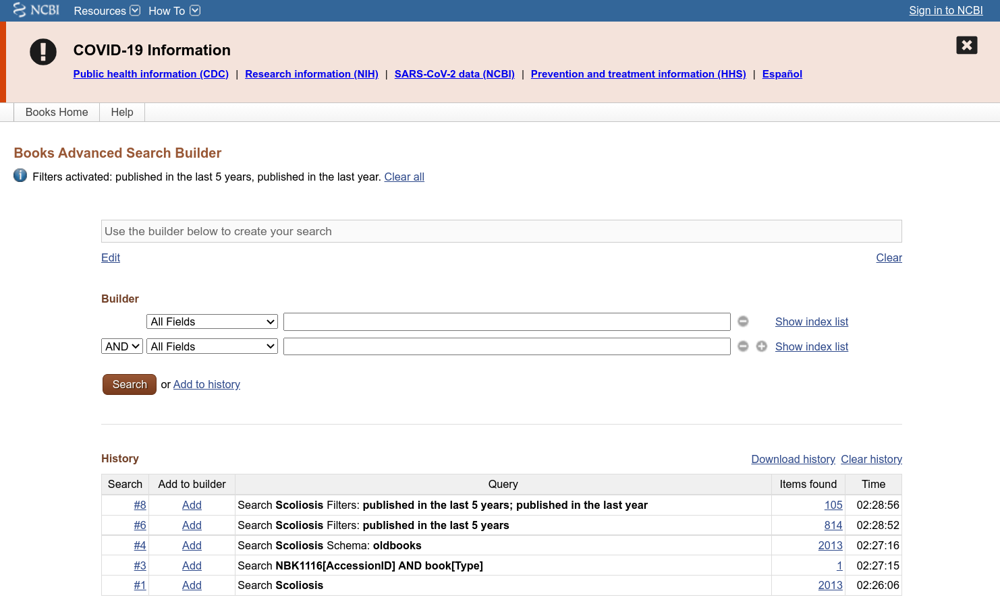 NCBI Resources How To Sign in to NCBI
COVID-19 Information
Public health information (CDC) | Research information (NIH) | SARS-CoV-2 data (NCBI) | Prevention and treatment information (HHS) | Español
Books Home Help
Books Advanced Search Builder
Filters activated: published in the last 5 years, published in the last year. Clear all
Use the builder below to create your search
Edit Clear
Builder
All Fields Show index list
AND All Fields Show index list
Search or Add to history
History Download history Clear history
Search Add to builder Query Items found Time
#8 Add Search Scoliosis Filters: published in the last 5 years; published in the last year 105 02:28:56
#6 Add Search Scoliosis Filters: published in the last 5 years 814 02:28:52
#4 Add Search Scoliosis Schema: oldbooks 2013 02:27:16
#3 Add Search NBK1116[AccessionID] AND book[Type] 1 02:27:15
#1 Add Search Scoliosis 2013 02:26:06